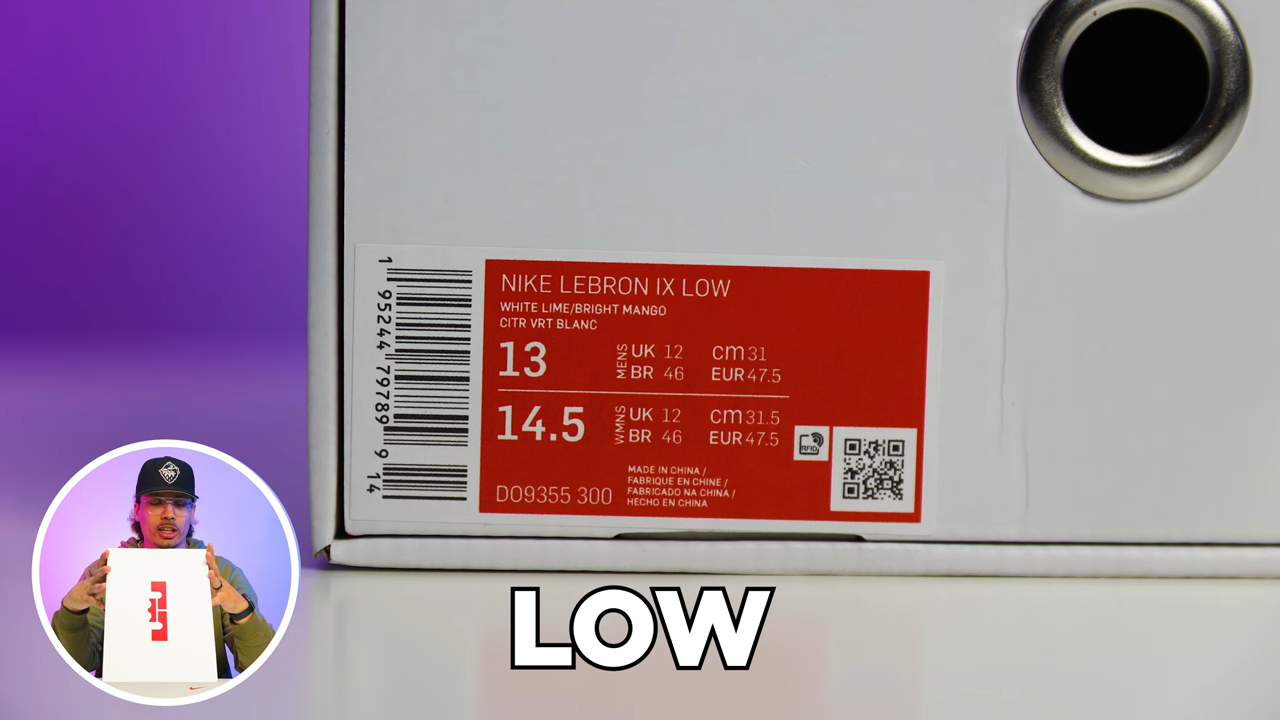 1 95244 79789 9 14
NIKE LEBRON IX LOW
WHITE LIME/BRIGHT MANGO
CITR VRT BLANC
13 MENS UK 12 cm 31
BR 46 EUR 47.5
14.5 WMNS UK 12 cm 31.5
BR 46 EUR 47.5
RFID
MADE IN CHINA /
FABRIQUE EN CHINE /
FABRICADO NA CHINA /
HECHO EN CHINA
DO9355 300
LOW